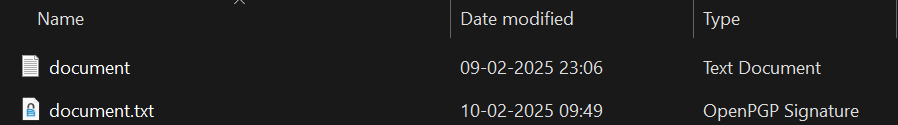 Name Date modified Type
document 09-02-2025 23:06 Text Document
document.txt 10-02-2025 09:49 OpenPGP Signature